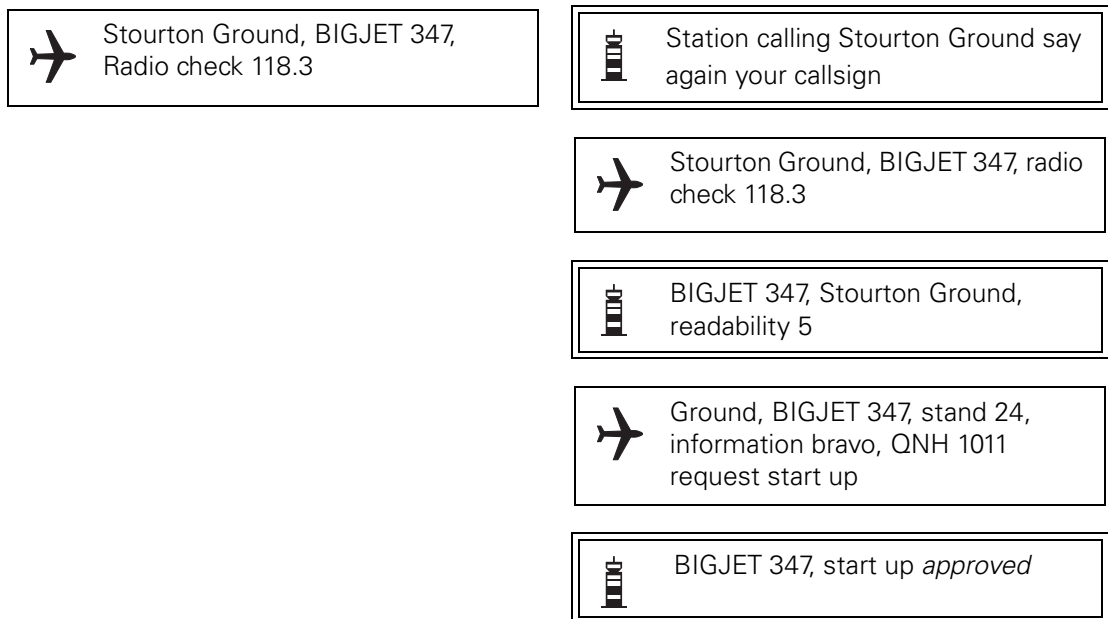 Stourton Ground, BIGJET 347,
Radio check 118.3
Station calling Stourton Ground say
again your callsign
Stourton Ground, BIGJET 347, radio
check 118.3
BIGJET 347, Stourton Ground,
readability 5
Ground, BIGJET 347, stand 24,
information bravo, QNH 1011
request start up
BIGJET 347, start up approved